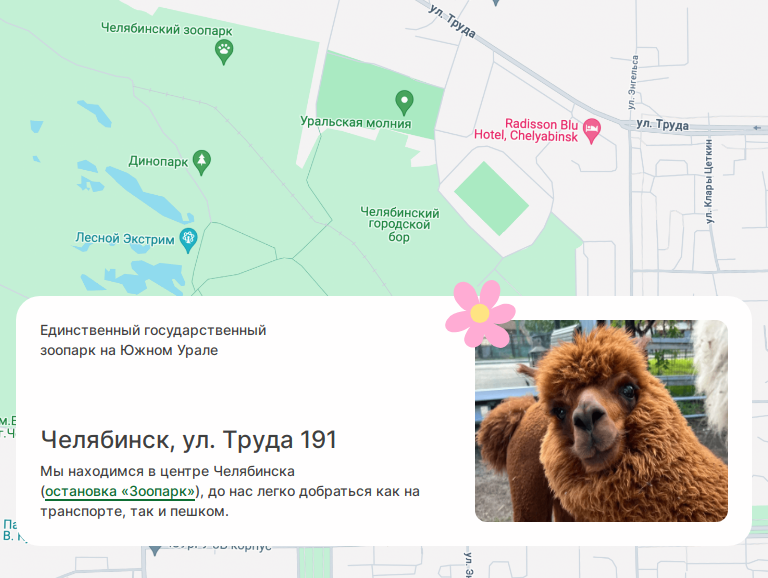 ул. Труда
Челябинский зоопарк
ул. Энгельса
Уральская молния
Radisson Blu
Hotel, Chelyabinsk
ул. Труда
Динопарк
ул. Клары Цеткин
Челябинский
городской
бор
Лесной Экстрим
Единственный государственный
зоопарк на Южном Урале
Челябинск, ул. Труда 191
Мы находимся в центре Челябинска
(остановка «Зоопарк»), до нас легко добраться как на
транспорте, так и пешком.
корпус